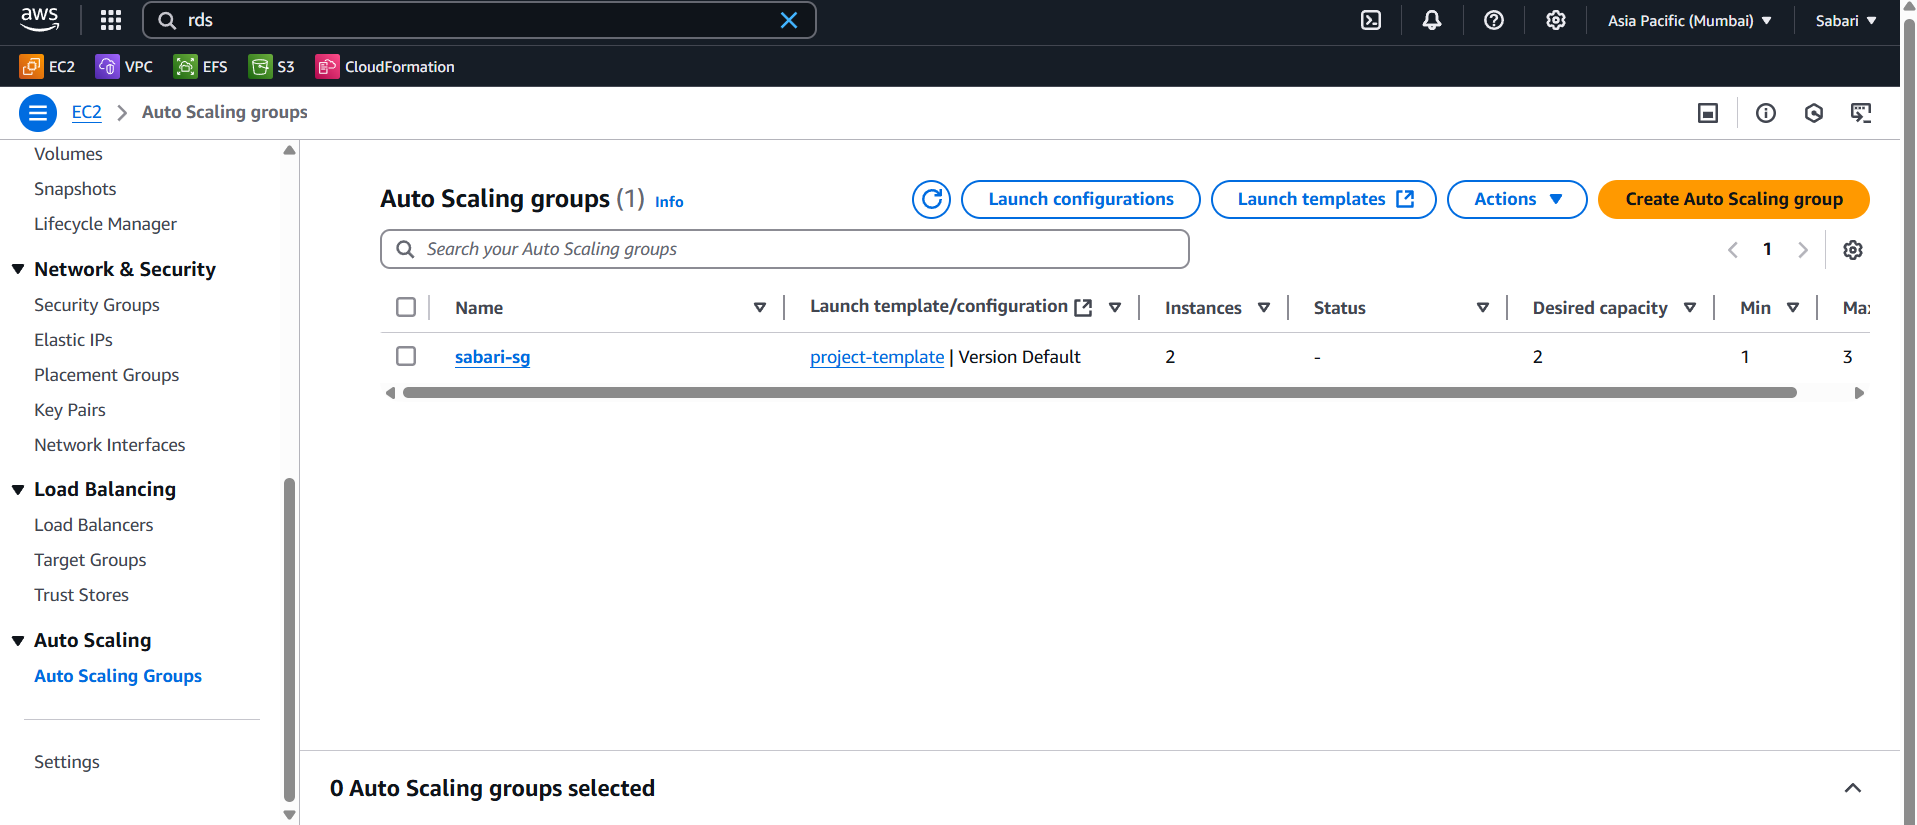 aws rds Asia Pacific (Mumbai) Sabari
EC2 VPC EFS S3 CloudFormation
EC2 Auto Scaling groups
Volumes
Snapshots
Lifecycle Manager
Network & Security
Security Groups
Elastic IPs
Placement Groups
Key Pairs
Network Interfaces
Load Balancing
Load Balancers
Target Groups
Trust Stores
Auto Scaling
Auto Scaling Groups
Settings
Auto Scaling groups (1) Info Launch configurations Launch templates Actions Create Auto Scaling group
Search your Auto Scaling groups 1
Name Launch template/configuration Instances Status Desired capacity Min Max
sabari-sg project-template | Version Default 2 - 2 1 3
0 Auto Scaling groups selected